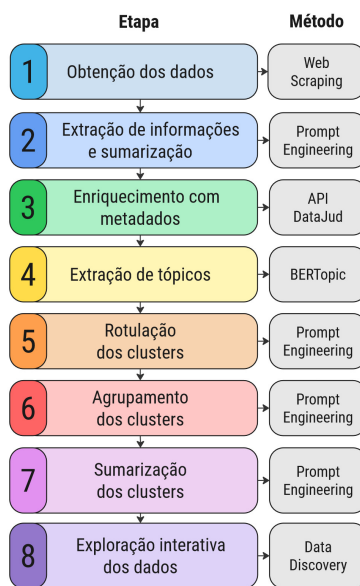 Etapa Método
1 Obtenção dos dados Web
Scraping
2 Extração de informações
e sumarização Prompt
Engineering
3 Enriquecimento com
metadados API
DataJud
4 Extração de tópicos BERTopic
5 Rotulação
dos clusters Prompt
Engineering
6 Agrupamento
dos clusters Prompt
Engineering
7 Sumarização
dos clusters Prompt
Engineering
8 Exploração interativa
dos dados Data
Discovery